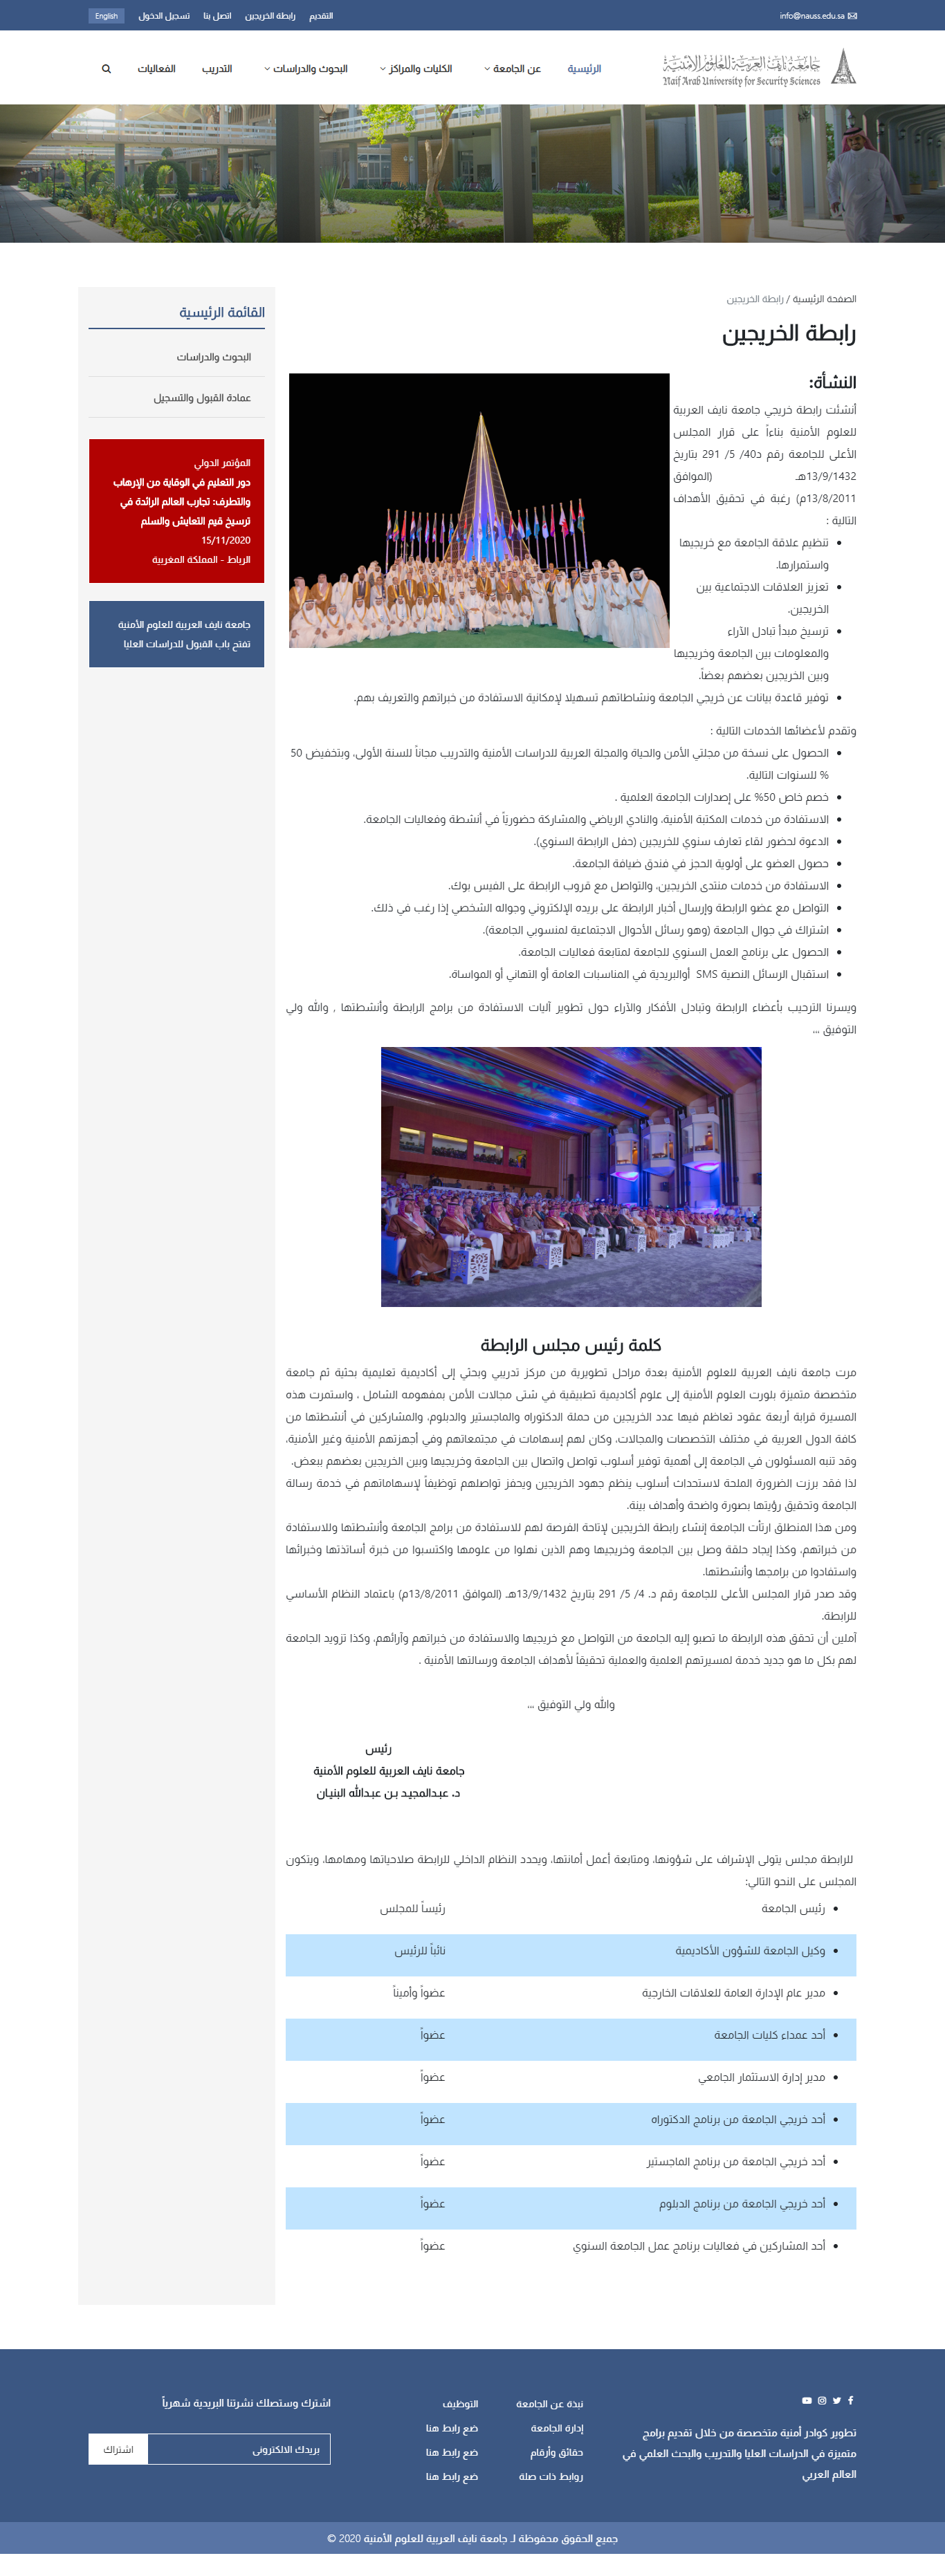 info@nauss.edu.sa
التقديم
رابطة الخريجين
اتصل بنا
تسجيل الدخول
English
جامعة نايف العربية للعلوم الأمنية
Naif Arab University for Security Sciences
الرئيسية
عن الجامعة
الكليات والمراكز
البحوث والدراسات
التدريب
الفعاليات
الصفحة الرئيسية / رابطة الخريجين
رابطة الخريجين
النشأة:
أنشئت رابطة خريجي جامعة نايف العربية
للعلوم الأمنية بناءاً على قرار المجلس
الأعلى للجامعة رقم د40/ 5/ 291 بتاريخ
13/9/1432هـ (الموافق
13/8/2011م) رغبة في تحقيق الأهداف
التالية :
تنظيم علاقة الجامعة مع خريجيها
واستمرارها.
تعزيز العلاقات الاجتماعية بين
الخريجين.
ترسيخ مبدأ تبادل الآراء
والمعلومات بين الجامعة وخريجيها
وبين الخريجين بعضهم بعضاً.
توفير قاعدة بيانات عن خريجي الجامعة ونشاطاتهم تسهيلا لإمكانية الاستفادة من خبراتهم والتعريف بهم.
وتقدم لأعضائها الخدمات التالية :
الحصول على نسخة من مجلتي الأمن والحياة والمجلة العربية للدراسات الأمنية والتدريب مجاناً للسنة الأولى، وبتخفيض 50
% للسنوات التالية.
خصم خاص 50% على إصدارات الجامعة العلمية .
الاستفادة من خدمات المكتبة الأمنية، والنادي الرياضي والمشاركة حضوريّاً في أنشطة وفعاليات الجامعة.
الدعوة لحضور لقاء تعارف سنوي للخريجين (حفل الرابطة السنوي).
حصول العضو على أولوية الحجز في فندق ضيافة الجامعة.
الاستفادة من خدمات منتدى الخريجين، والتواصل مع قروب الرابطة على الفيس بوك.
التواصل مع عضو الرابطة وإرسال أخبار الرابطة على بريده الإلكتروني وجواله الشخصي إذا رغب في ذلك.
اشتراك في جوال الجامعة (وهو رسائل الأحوال الاجتماعية لمنسوبي الجامعة).
الحصول على برنامج العمل السنوي للجامعة لمتابعة فعاليات الجامعة.
استقبال الرسائل النصية SMS أوالبريدية في المناسبات العامة أو التهاني أو المواساة.
ويسرنا الترحيب بأعضاء الرابطة وتبادل الأفكار والآراء حول تطوير آليات الاستفادة من برامج الرابطة وأنشطتها , والله ولي
التوفيق ...
كلمة رئيس مجلس الرابطة
مرت جامعة نايف العربية للعلوم الأمنية بعدة مراحل تطويرية من مركز تدريبي وبحثي إلى أكاديمية تعليمية بحثية ثم جامعة
متخصصة متميزة بلورت العلوم الأمنية إلى علوم أكاديمية تطبيقية في شتى مجالات الأمن بمفهومه الشامل ، واستمرت هذه
المسيرة قرابة أربعة عقود تعاظم فيها عدد الخريجين من حملة الدكتوراه والماجستير والدبلوم، والمشاركين في أنشطتها من
كافة الدول العربية في مختلف التخصصات والمجالات، وكان لهم إسهامات في مجتمعاتهم وفي أجهزتهم الأمنية وغير الأمنية،
وقد تنبه المسئولون في الجامعة إلى أهمية توفير أسلوب تواصل واتصال بين الجامعة وخريجيها وبين الخريجين بعضهم ببعض.
لذا فقد برزت الضرورة الملحة لاستحداث أسلوب ينظم جهود الخريجين ويحفز تواصلهم توظيفاً لإسهاماتهم في خدمة رسالة
الجامعة وتحقيق رؤيتها بصورة واضحة وأهداف بينة.
ومن هذا المنطلق ارتأت الجامعة إنشاء رابطة الخريجين لإتاحة الفرصة لهم للاستفادة من برامج الجامعة وأنشطتها وللاستفادة
من خبراتهم، وكذا إيجاد حلقة وصل بين الجامعة وخريجيها وهم الذين نهلوا من علومها واكتسبوا من خبرة أساتذتها وخبرائها
واستفادوا من برامجها وأنشطتها.
وقد صدر قرار المجلس الأعلى للجامعة رقم د. 4/ 5/ 291 بتاريخ 13/9/1432هـ (الموافق 13/8/2011م) باعتماد النظام الأساسي
للرابطة.
آملين أن تحقق هذه الرابطة ما تصبو إليه الجامعة من التواصل مع خريجيها والاستفادة من خبراتهم وآرائهم، وكذا تزويد الجامعة
لهم بكل ما هو جديد خدمة لمسيرتهم العلمية والعملية تحقيقاً لأهداف الجامعة ورسالتها الأمنية .
والله ولي التوفيق ...
رئيس
جامعة نايف العربية للعلوم الأمنية
د. عبدالمجيد بن عبدالله البنيان
للرابطة مجلس يتولى الإشراف على شؤونها، ومتابعة أعمل أمانتها، ويحدد النظام الداخلي للرابطة صلاحياتها ومهامها، ويتكون
المجلس على النحو التالي:
رئيس الجامعة رئيساً للمجلس
وكيل الجامعة للشؤون الأكاديمية نائباً للرئيس
مدير عام الإدارة العامة للعلاقات الخارجية عضواً وأميناً
أحد عمداء كليات الجامعة عضواً
مدير إدارة الاستثمار الجامعي عضواً
أحد خريجي الجامعة من برنامج الدكتوراه عضواً
أحد خريجي الجامعة من برنامج الماجستير عضواً
أحد خريجي الجامعة من برنامج الدبلوم عضواً
أحد المشاركين في فعاليات برنامج عمل الجامعة السنوي عضواً
القائمة الرئيسية
البحوث والدراسات
عمادة القبول والتسجيل
المؤتمر الدولي
دور التعليم في الوقاية من الإرهاب
والتطرف: تجارب العالم الرائدة في
ترسيخ قيم التعايش والسلم
15/11/2020
الرباط - المملكة المغربية
جامعة نايف العربية للعلوم الأمنية
تفتح باب القبول للدراسات العليا
تطوير كوادر أمنية متخصصة من خلال تقديم برامج
متميزة في الدراسات العليا والتدريب والبحث العلمي في
العالم العربي
نبذة عن الجامعة
إدارة الجامعة
حقائق وأرقام
روابط ذات صلة
التوظيف
ضع رابط هنا
ضع رابط هنا
ضع رابط هنا
اشترك وستصلك نشرتنا البريدية شهرياً
بريدك الالكترونى
اشتراك
جميع الحقوق محفوظة لـ جامعة نايف العربية للعلوم الأمنية 2020 ©